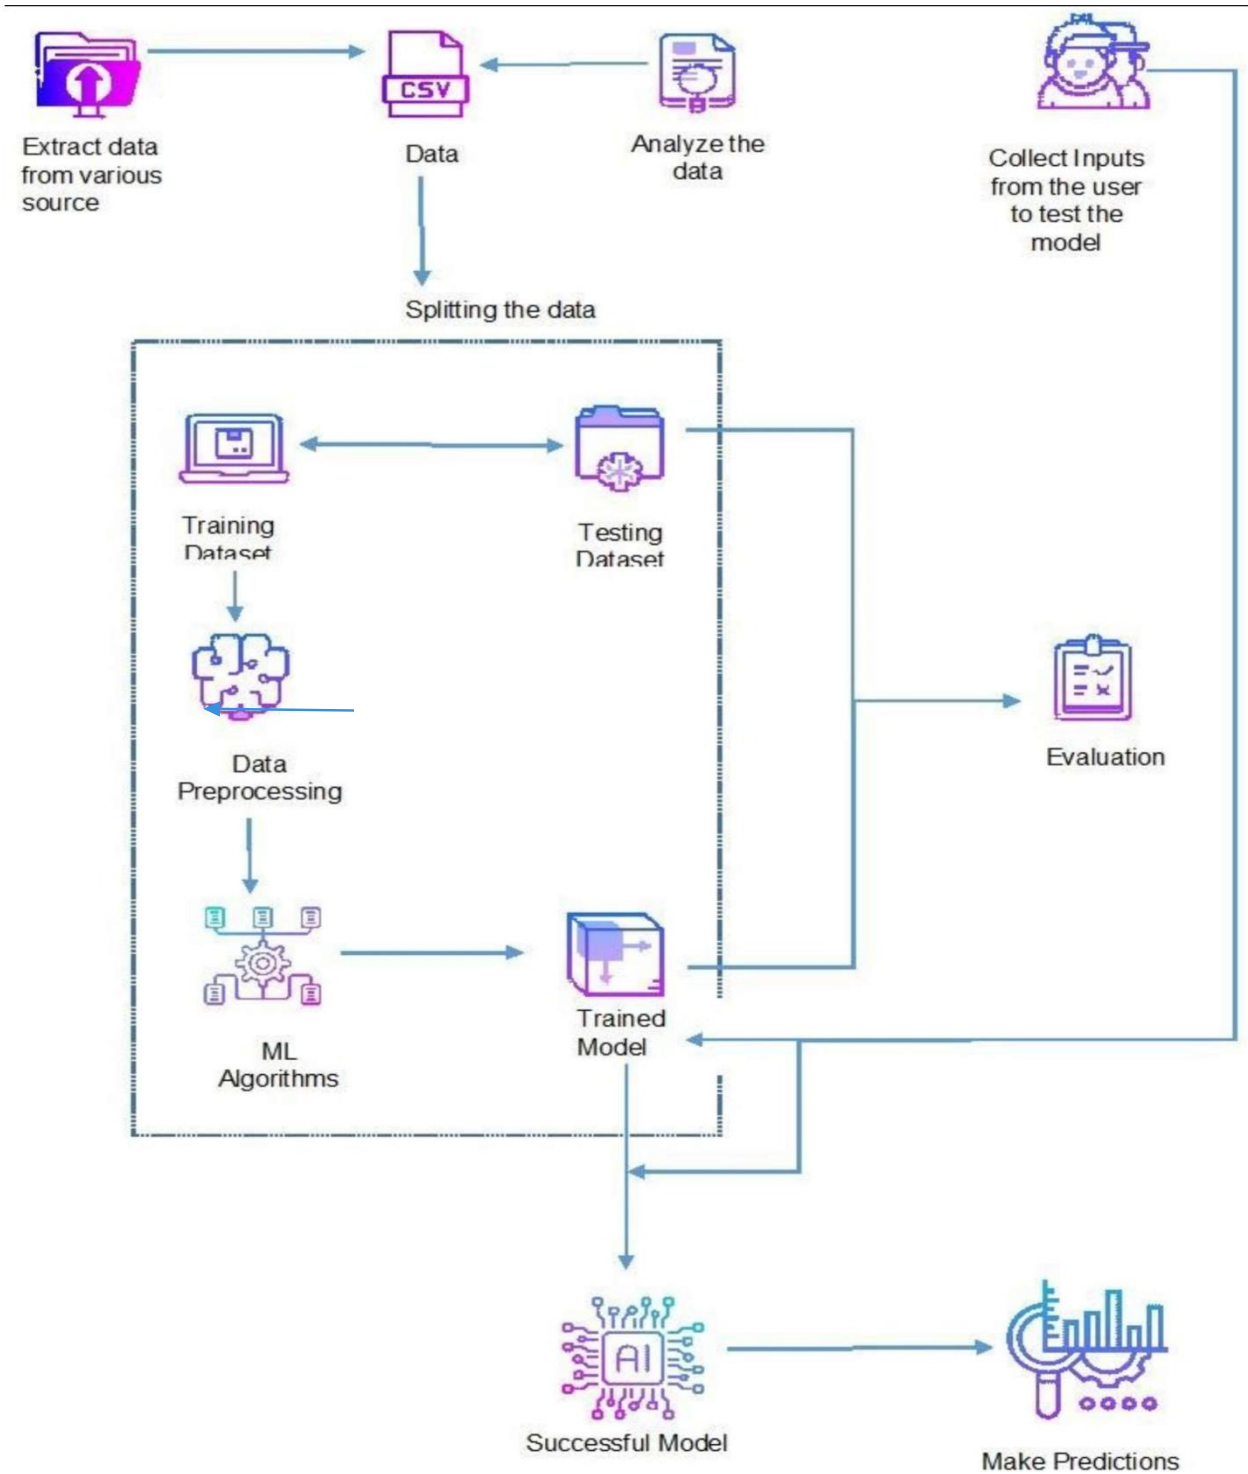 Extract data
from various
source
CSV
Data
Analyze the
data
Collect Inputs
from the user
to test the
model
Splitting the data
Training
Dataset
Testing
Dataset
Data
Preprocessing
Evaluation
ML
Algorithms
Trained
Model
AI
Successful Model
Make Predictions